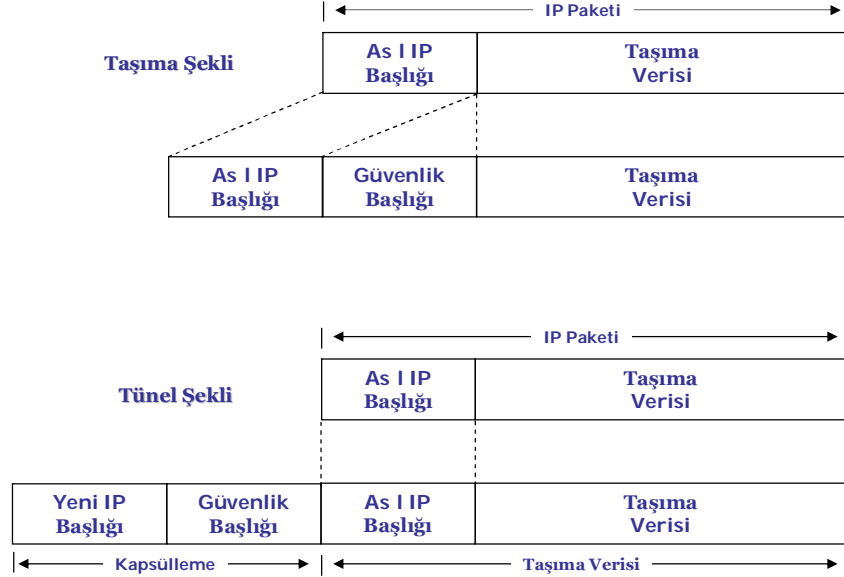 IP Paketi
Taşıma Şekli
As l IP
Başlığı
Taşıma
Verisi
As l IP
Başlığı
Güvenlik
Başlığı
Taşıma
Verisi
IP Paketi
Tünel Şekli
As l IP
Başlığı
Taşıma
Verisi
Yeni IP
Başlığı
Güvenlik
Başlığı
As l IP
Başlığı
Taşıma
Verisi
Kapsülleme
Taşıma Verisi